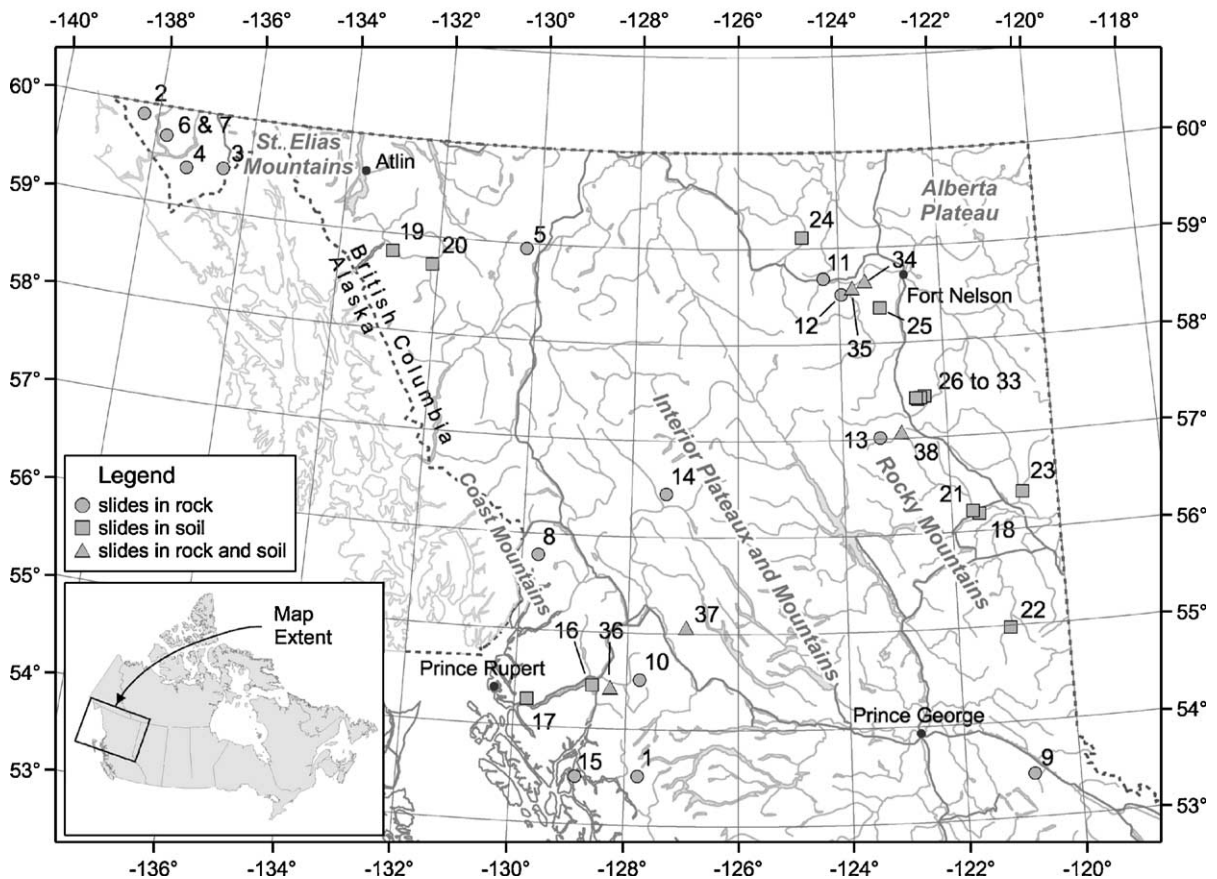 -140° -138° -136° -134° -132° -130° -128° -126° -124° -122° -120° -118°
60°
59°
58°
57°
56°
55°
54°
53°
60°
59°
58°
57°
56°
55°
54°
53°
2
6 & 7
4
3
St. Elias
Mountains
Atlin
19
20
5
British Columbia
Alaska
24
Alberta
Plateau
11
34
Fort Nelson
12
35
25
26 to 33
13
38
23
21
18
Rocky Mountains
Interior Plateaux and Mountains
14
Coast Mountains
8
22
37
16
36
10
Prince Rupert
17
15
1
Prince George
9
Legend
slides in rock
slides in soil
slides in rock and soil
Map
Extent
-136° -134° -132° -130° -128° -126° -124° -122° -120°